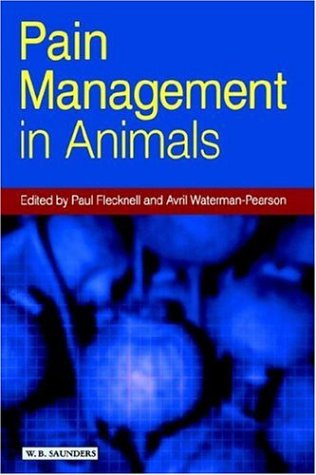 Pain
Management
in Animals
Edited by Paul Flecknell and Avril Waterman-Pearson
W. B. SAUNDERS